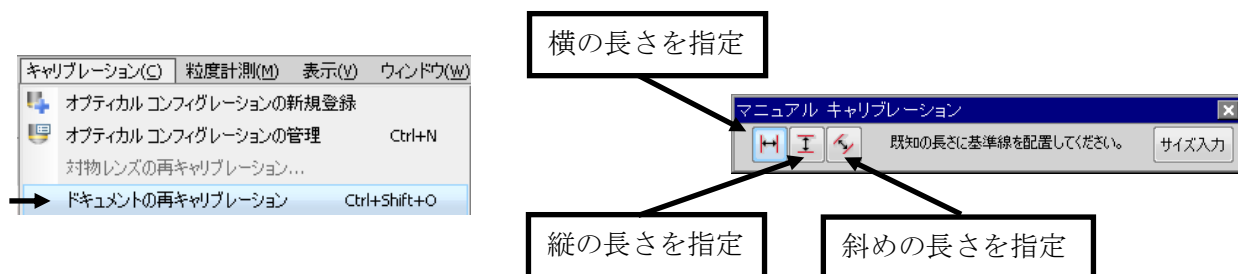 横の長さを指定
キャリブレーション(C) 粒度計測(M) 表示(V) ウィンドウ(W)
オプティカル コンフィグレーションの新規登録
オプティカル コンフィグレーションの管理 Ctrl+N
対物レンズの再キャリブレーション...
ドキュメントの再キャリブレーション Ctrl+Shift+O
マニュアル キャリブレーション
既知の長さに基準線を配置してください。 サイズ入力
縦の長さを指定 斜めの長さを指定